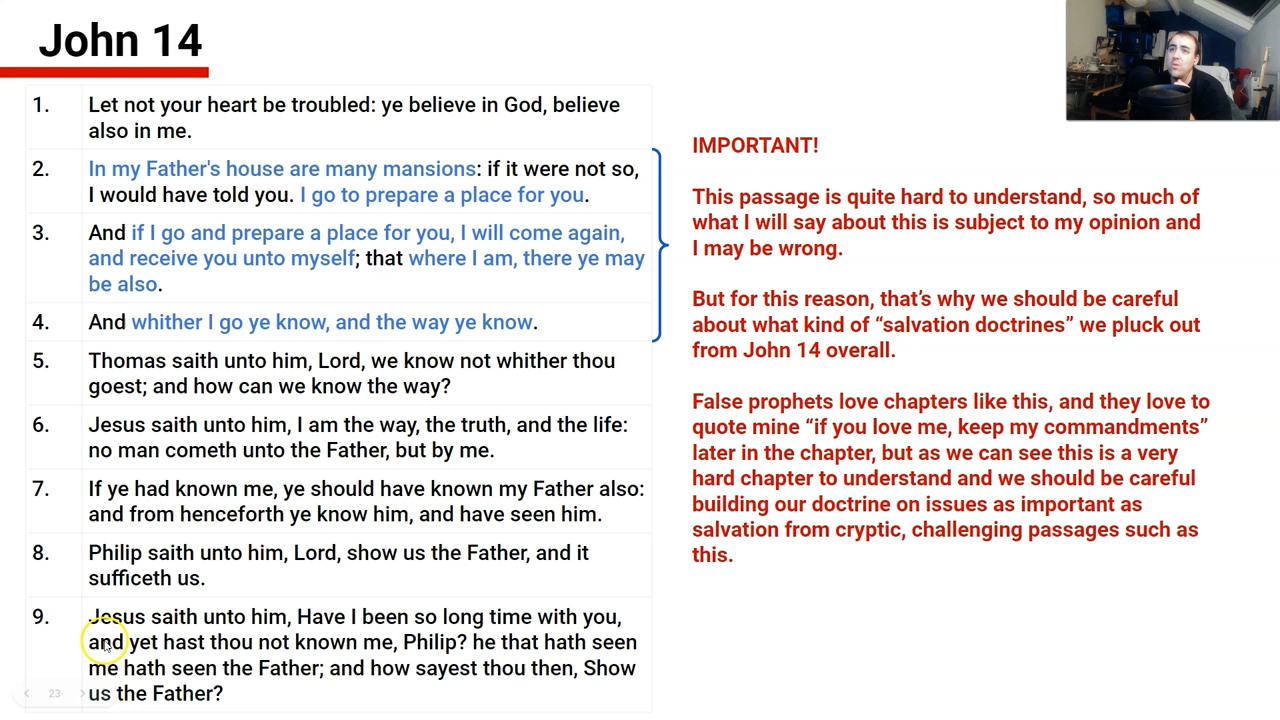 John 14
1. Let not your heart be troubled: ye believe in God, believe
also in me.
2. In my Father's house are many mansions: if it were not so,
I would have told you. I go to prepare a place for you.
3. And if I go and prepare a place for you, I will come again,
and receive you unto myself; that where I am, there ye may
be also.
4. And whither I go ye know, and the way ye know.
5. Thomas saith unto him, Lord, we know not whither thou
goest; and how can we know the way?
6. Jesus saith unto him, I am the way, the truth, and the life:
no man cometh unto the Father, but by me.
7. If ye had known me, ye should have known my Father also:
and from henceforth ye know him, and have seen him.
8. Philip saith unto him, Lord, show us the Father, and it
sufficeth us.
9. Jesus saith unto him, Have I been so long time with you,
and yet hast thou not known me, Philip? he that hath seen
me hath seen the Father; and how sayest thou then, Show
us the Father?
23
IMPORTANT!
This passage is quite hard to understand, so much of
what I will say about this is subject to my opinion and
I may be wrong.
But for this reason, that's why we should be careful
about what kind of “salvation doctrines” we pluck out
from John 14 overall.
False prophets love chapters like this, and they love to
quote mine “if you love me, keep my commandments”
later in the chapter, but as we can see this is a very
hard chapter to understand and we should be careful
building our doctrine on issues as important as
salvation from cryptic, challenging passages such as
this.